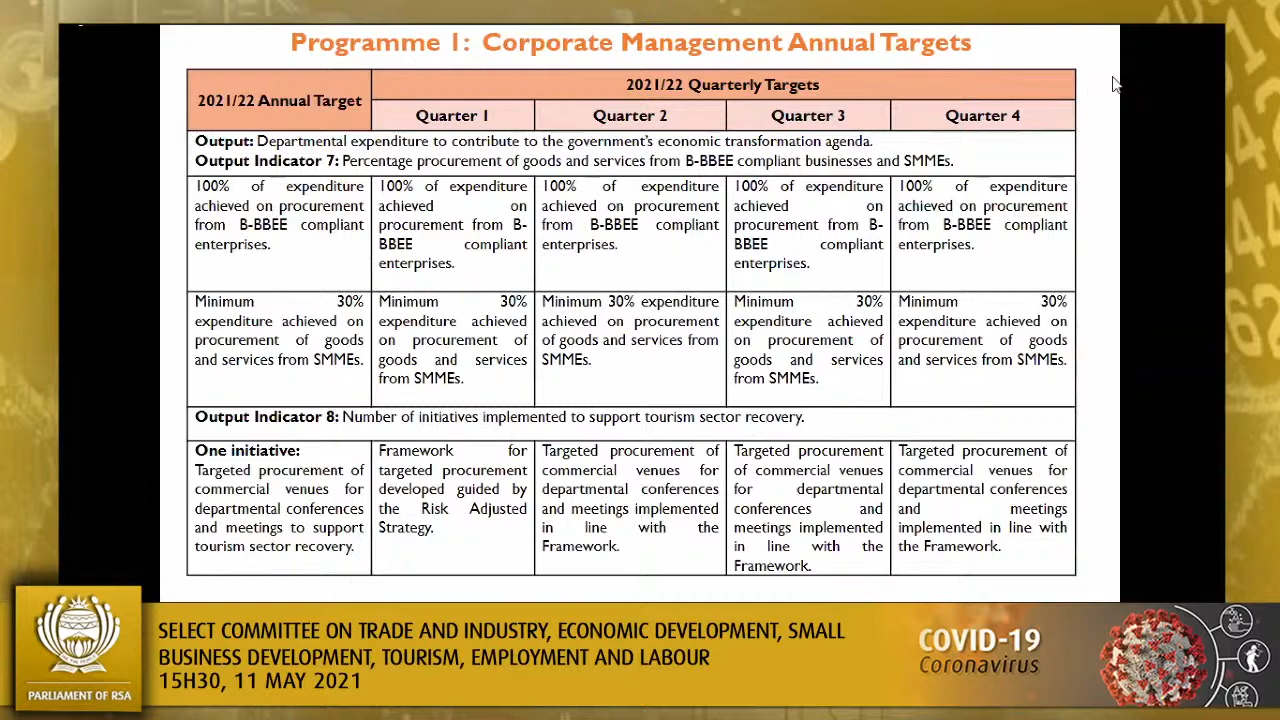 Programme 1: Corporate Management Annual Targets
2021/22 Annual Target
2021/22 Quarterly Targets
Quarter 1
Quarter 2
Quarter 3
Quarter 4
Output: Departmental expenditure to contribute to the government's economic transformation agenda.
Output Indicator 7: Percentage procurement of goods and services from B-BBEE compliant businesses and SMMEs.
100% of expenditure
achieved on procurement
from B-BBEE compliant
enterprises.
100% of expenditure
achieved on
procurement from B-
BBEE compliant
enterprises.
100% of expenditure
achieved on procurement
from B-BBEE compliant
enterprises.
100% of expenditure
achieved on
procurement from B-
BBEE compliant
enterprises.
100% of expenditure
achieved on procurement
from B-BBEE compliant
enterprises.
Minimum 30%
expenditure achieved on
procurement of goods
and services from SMMEs.
Minimum 30%
expenditure achieved
on procurement of
goods and services
from SMMEs.
Minimum 30% expenditure
achieved on procurement
of goods and services from
SMMEs.
Minimum 30%
expenditure achieved
on procurement of
goods and services
from SMMEs.
Minimum 30%
expenditure achieved on
procurement of goods
and services from SMMEs.
Output Indicator 8: Number of initiatives implemented to support tourism sector recovery.
One initiative:
Targeted procurement of
commercial venues for
departmental conferences
and meetings to support
tourism sector recovery.
Framework for
targeted procurement
developed guided by
the Risk Adjusted
Strategy.
Targeted procurement of
commercial venues for
departmental conferences
and meetings implemented
in line with the
Framework.
Targeted procurement
of commercial venues
for departmental
conferences and
meetings implemented
in line with the
Framework.
Targeted procurement of
commercial venues for
departmental conferences
and meetings
implemented in line with
the Framework.
SELECT COMMITTEE ON TRADE AND INDUSTRY, ECONOMIC DEVELOPMENT, SMALL
BUSINESS DEVELOPMENT, TOURISM, EMPLOYMENT AND LABOUR
15H30, 11 MAY 2021
PARLIAMENT OF RSA
COVID-19
Coronavirus